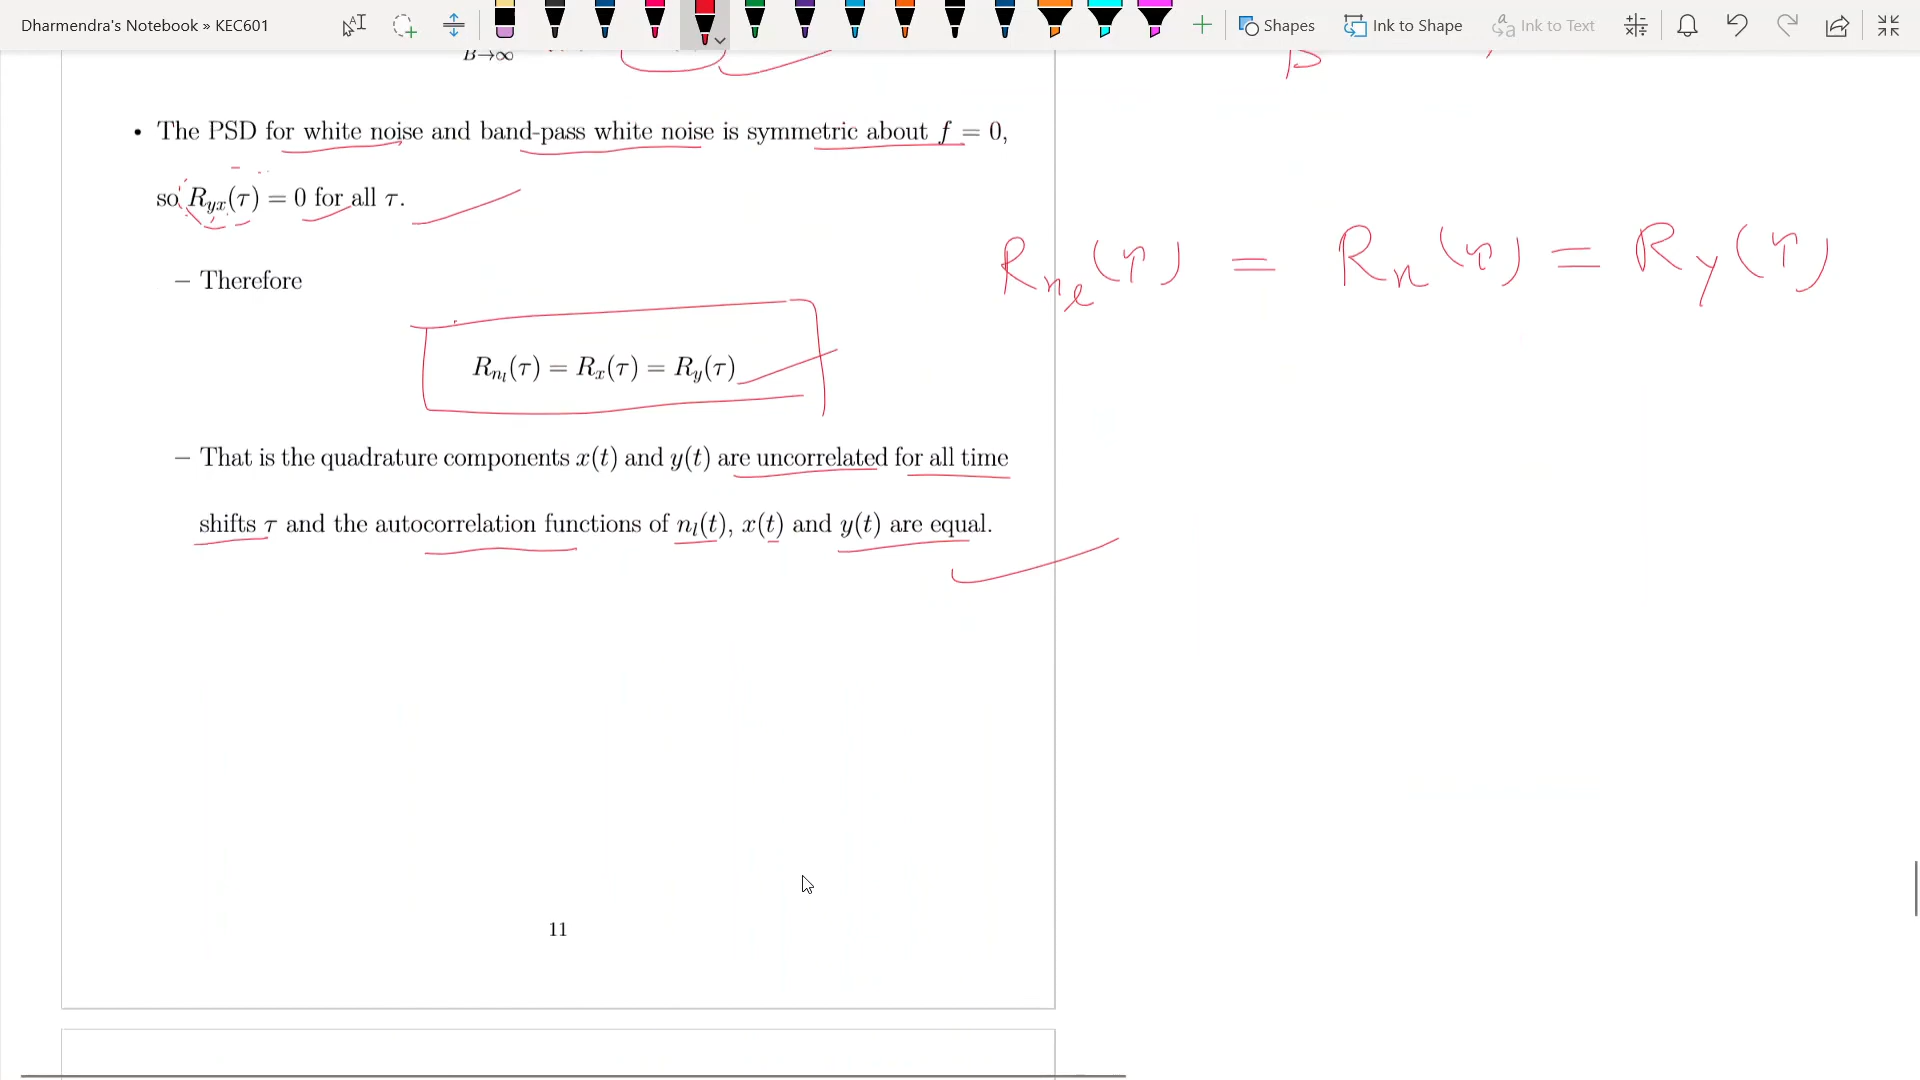 Dharmendra's Notebook » KEC601
Shapes
Ink to Shape
Ink to Text
B→∞
• The PSD for white noise and band-pass white noise is symmetric about f = 0,
so R_yx(τ) = 0 for all τ.
R_nl(τ) = R_x(τ) = R_y(τ)
– Therefore
R_nl(τ) = R_x(τ) = R_y(τ)
– That is the quadrature components x(t) and y(t) are uncorrelated for all time
shifts τ and the autocorrelation functions of n_l(t), x(t) and y(t) are equal.
11